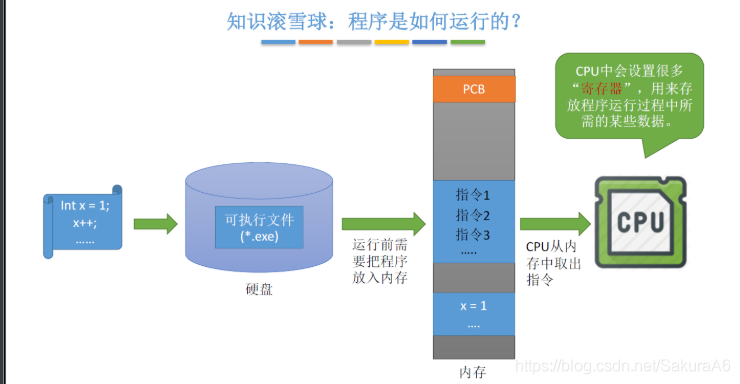 知识滚雪球：程序是如何运行的？
PCB
CPU中会设置很多
“寄存器”，用来存
放程序运行过程中所
需的某些数据。
Int x = 1;
x++;
……
可执行文件
(*.exe)
硬盘
运行前需
要把程序
放入内存
指令1
指令2
指令3
…..
x = 1
….
内存
CPU从内
存中取出
指令
CPU
https://blog.csdn.net/SakuraA6